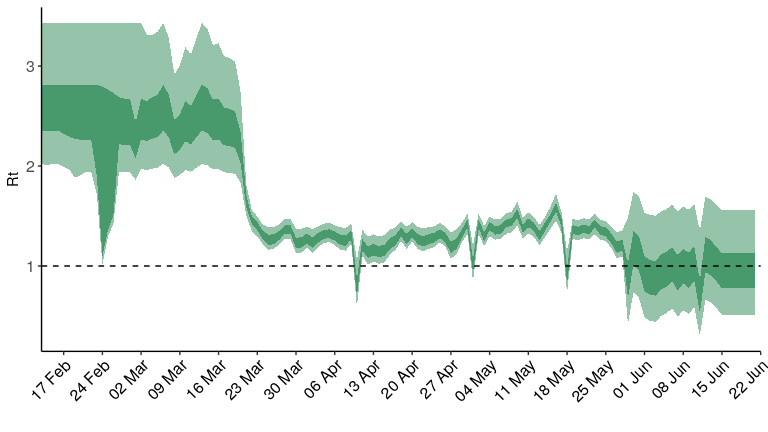 Rt
3
2
1
17 Feb
24 Feb
02 Mar
09 Mar
16 Mar
23 Mar
30 Mar
06 Apr
13 Apr
20 Apr
27 Apr
04 May
11 May
18 May
25 May
01 Jun
08 Jun
15 Jun
22 Jun